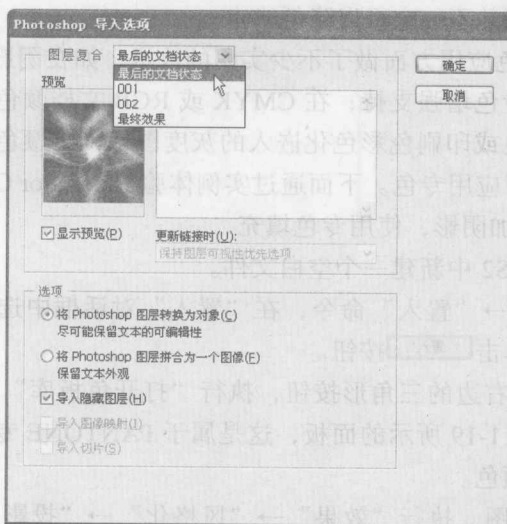 Photoshop 导入选项
图层复合 最后的文档状态
最后的文档状态
001
002
最终效果
确定
取消
预览
显示预览(P)
更新链接时(U):
保持图层可视性优先选项
选项
将 Photoshop 图层转换为对象(C)
尽可能保留文本的可编辑性
将 Photoshop 图层拼合为一个图像(F)
保留文本外观
导入隐藏图层(H)
导入图像映射(I)
导入切片(S)